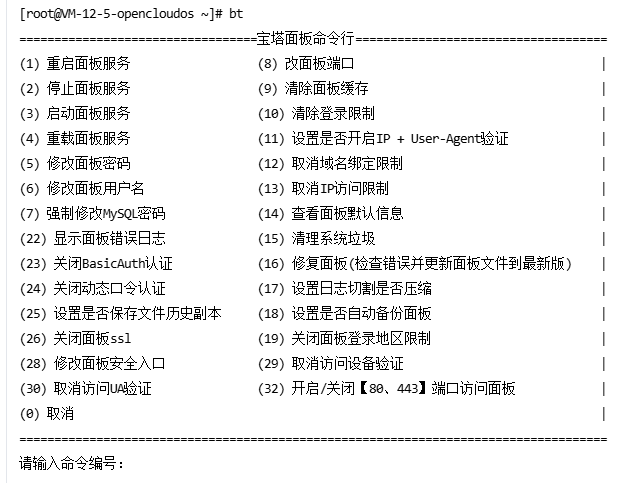 [root@VM-12-5-opencloudos ~]# bt
===============================宝塔面板命令行=================================
(1) 重启面板服务 (8) 改面板端口 |
(2) 停止面板服务 (9) 清除面板缓存 |
(3) 启动面板服务 (10) 清除登录限制 |
(4) 重载面板服务 (11) 设置是否开启IP + User-Agent验证 |
(5) 修改面板密码 (12) 取消域名绑定限制 |
(6) 修改面板用户名 (13) 取消IP访问限制 |
(7) 强制修改MySQL密码 (14) 查看面板默认信息 |
(22) 显示面板错误日志 (15) 清理系统垃圾 |
(23) 关闭BasicAuth认证 (16) 修复面板(检查错误并更新面板文件到最新版) |
(24) 关闭动态口令认证 (17) 设置日志切割是否压缩 |
(25) 设置是否保存文件历史副本 (18) 设置是否自动备份面板 |
(26) 关闭面板ssl (19) 关闭面板登录地区限制 |
(28) 修改面板安全入口 (29) 取消访问设备验证 |
(30) 取消访问UA验证 (32) 开启/关闭【80、443】端口访问面板 |
(0) 取消 |
===============================================================================
请输入命令编号：